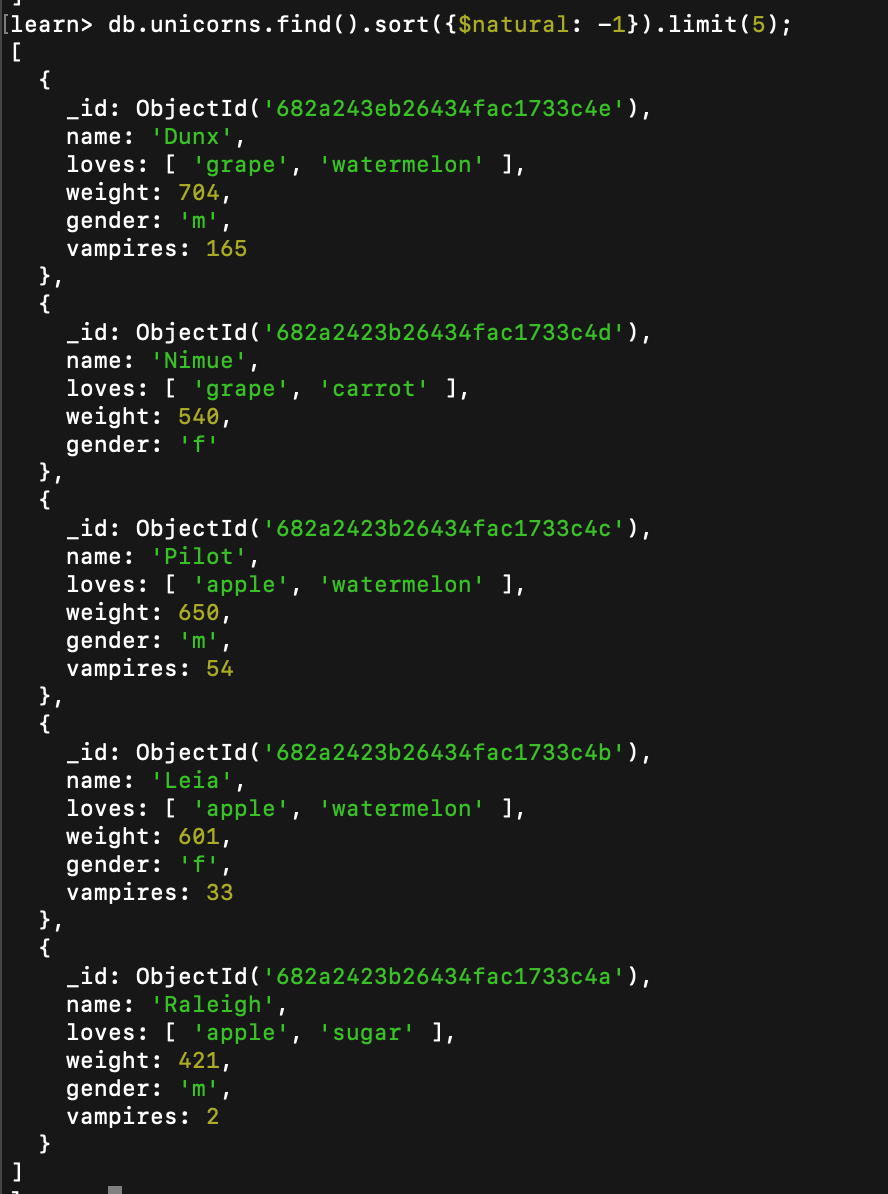 ]
[learn> db.unicorns.find().sort({$natural: -1}).limit(5);
[
  {
    _id: ObjectId('682a243eb26434fac1733c4e'),
    name: 'Dunx',
    loves: [ 'grape', 'watermelon' ],
    weight: 704,
    gender: 'm',
    vampires: 165
  },
  {
    _id: ObjectId('682a2423b26434fac1733c4d'),
    name: 'Nimue',
    loves: [ 'grape', 'carrot' ],
    weight: 540,
    gender: 'f'
  },
  {
    _id: ObjectId('682a2423b26434fac1733c4c'),
    name: 'Pilot',
    loves: [ 'apple', 'watermelon' ],
    weight: 650,
    gender: 'm',
    vampires: 54
  },
  {
    _id: ObjectId('682a2423b26434fac1733c4b'),
    name: 'Leia',
    loves: [ 'apple', 'watermelon' ],
    weight: 601,
    gender: 'f',
    vampires: 33
  },
  {
    _id: ObjectId('682a2423b26434fac1733c4a'),
    name: 'Raleigh',
    loves: [ 'apple', 'sugar' ],
    weight: 421,
    gender: 'm',
    vampires: 2
  }
]